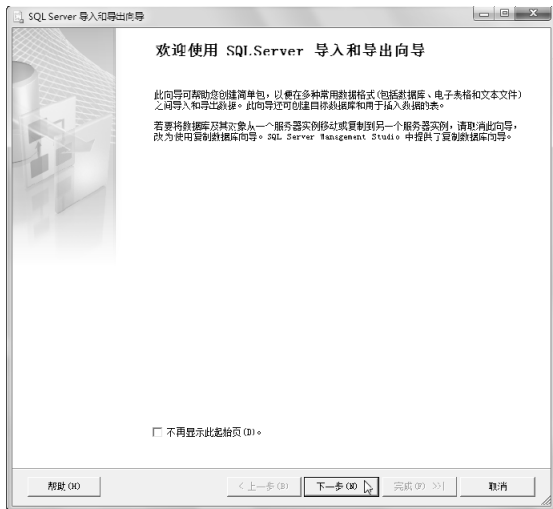 SQL Server 导入和导出向导
欢迎使用 SQL Server 导入和导出向导
此向导可帮助您创建简单包，以便在多种常用数据格式(包括数据库、电子表格和文本文件)
之间导入和导出数据。此向导还可创建目标数据库和用于插入数据的表。
若要将数据库及其对象从一个服务器实例移动或复制到另一个服务器实例，请取消此向导，
改为使用复制数据库向导。SQL Server Management Studio 中提供了复制数据库向导。
不再显示此起始页(D)。
帮助(H) <上一步(B) 下一步(N) 完成(F) >>| 取消